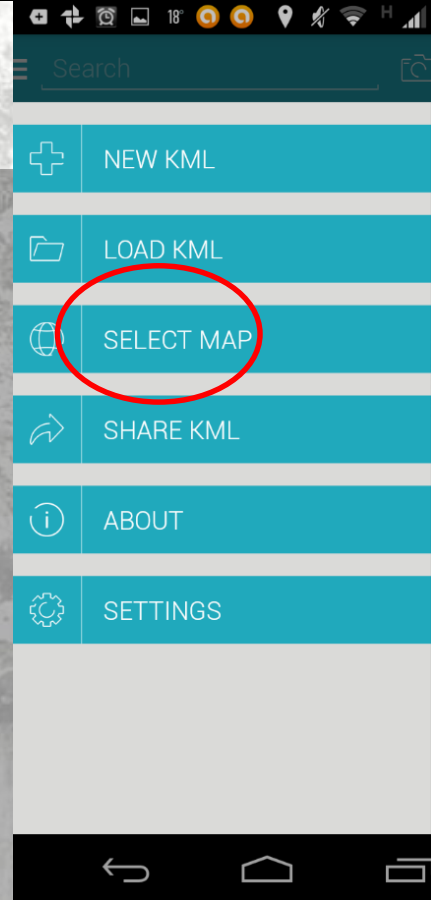 18° H
Search
NEW KML
LOAD KML
SELECT MAP
SHARE KML
ABOUT
SETTINGS